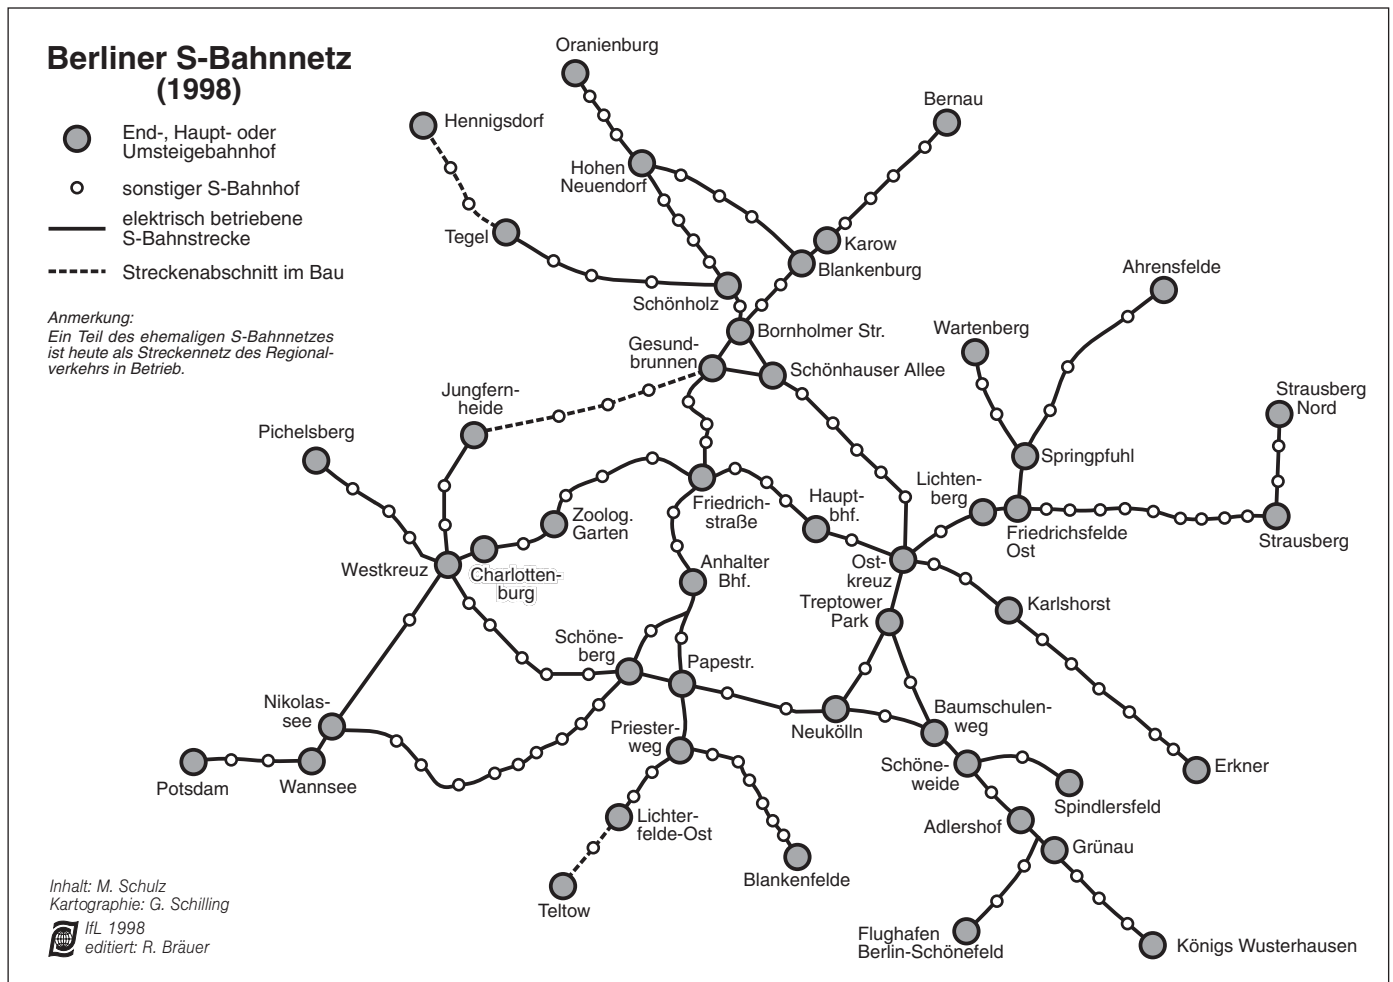 Berliner S-Bahnnetz
(1998)
End-, Haupt- oder
Umsteigebahnhof
sonstiger S-Bahnhof
elektrisch betriebene
S-Bahnstrecke
Streckenabschnitt im Bau
Anmerkung:
Ein Teil des ehemaligen S-Bahnnetzes
ist heute als Streckennetz des Regional-
verkehrs in Betrieb.
Oranienburg
Bernau
Hennigsdorf
Hohen
Neuendorf
Tegel
Karow
Blankenburg
Schönholz
Ahrensfelde
Bornholmer Str.
Wartenberg
Gesund-
brunnen
Schönhauser Allee
Jungfern-
heide
Strausberg
Nord
Pichelsberg
Springpfuhl
Lichten-
berg
Friedrich-
straße
Haupt-
bhf.
Zoolog.
Garten
Friedrichsfelde
Ost
Strausberg
Westkreuz
Charlotten-
burg
Anhalter
Bhf.
Ost-
kreuz
Karlshorst
Treptower
Park
Schöne-
berg
Papestr.
Nikolas-
see
Priester-
weg
Neukölln
Baumschulen-
weg
Potsdam
Wannsee
Schöne-
weide
Erkner
Spindlersfeld
Lichter-
felde-Ost
Adlershof
Grünau
Blankenfelde
Teltow
Flughafen
Berlin-Schönefeld
Königs Wusterhausen
Inhalt: M. Schulz
Kartographie: G. Schilling
IfL 1998
editiert: R. Bräuer